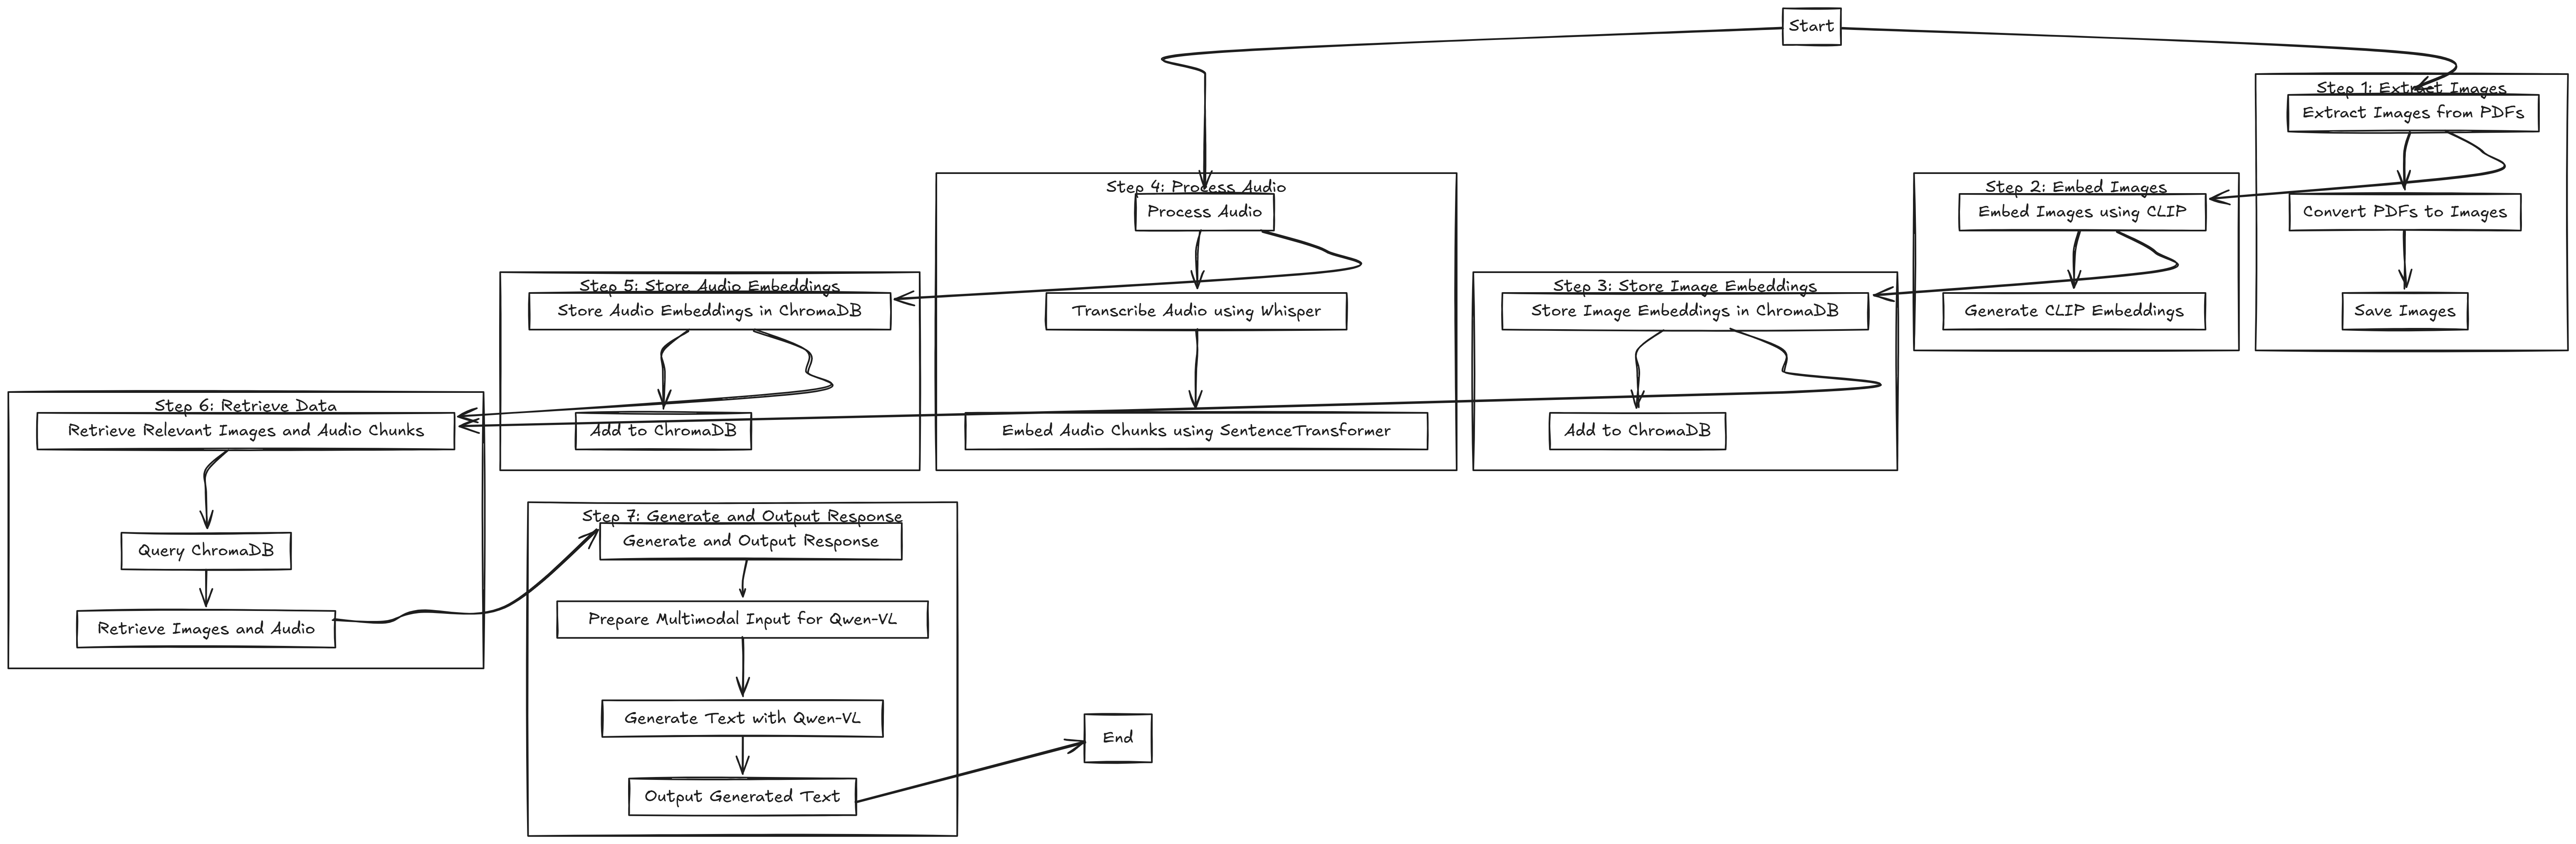 Start
Step 1: Extract Images
Extract Images from PDFs
Convert PDFs to Images
Save Images
Step 2: Embed Images
Embed Images using CLIP
Generate CLIP Embeddings
Step 3: Store Image Embeddings
Store Image Embeddings in ChromaDB
Add to ChromaDB
Step 4: Process Audio
Process Audio
Transcribe Audio using Whisper
Embed Audio Chunks using SentenceTransformer
Step 5: Store Audio Embeddings
Store Audio Embeddings in ChromaDB
Add to ChromaDB
Step 6: Retrieve Data
Retrieve Relevant Images and Audio Chunks
Query ChromaDB
Retrieve Images and Audio
Step 7: Generate and Output Response
Generate and Output Response
Prepare Multimodal Input for Qwen-VL
Generate Text with Qwen-VL
Output Generated Text
End